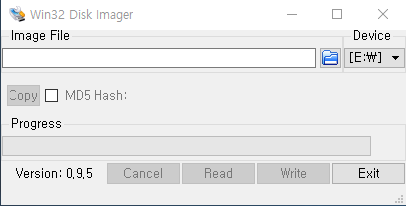 Win32 Disk Imager
Image File
Device
[E:₩]
Copy
MD5 Hash:
Progress
Version: 0,9,5
Cancel
Read
Write
Exit